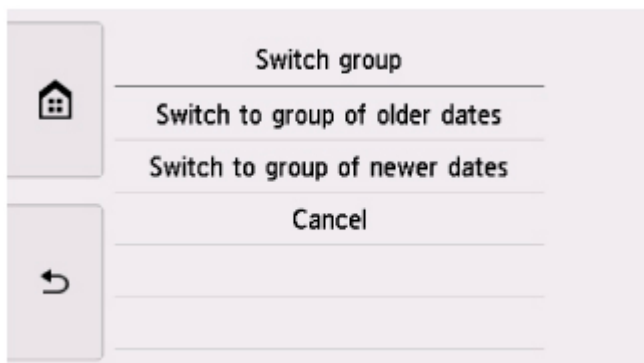 Switch group
Switch to group of older dates
Switch to group of newer dates
Cancel